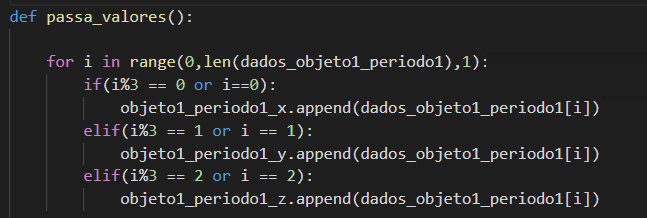 def passa_valores():
for i in range(0,len(dados_objeto1_periodo1),1):
if(i%3 == 0 or i==0):
objeto1_periodo1_x.append(dados_objeto1_periodo1[i])
elif(i%3 == 1 or i == 1):
objeto1_periodo1_y.append(dados_objeto1_periodo1[i])
elif(i%3 == 2 or i == 2):
objeto1_periodo1_z.append(dados_objeto1_periodo1[i])